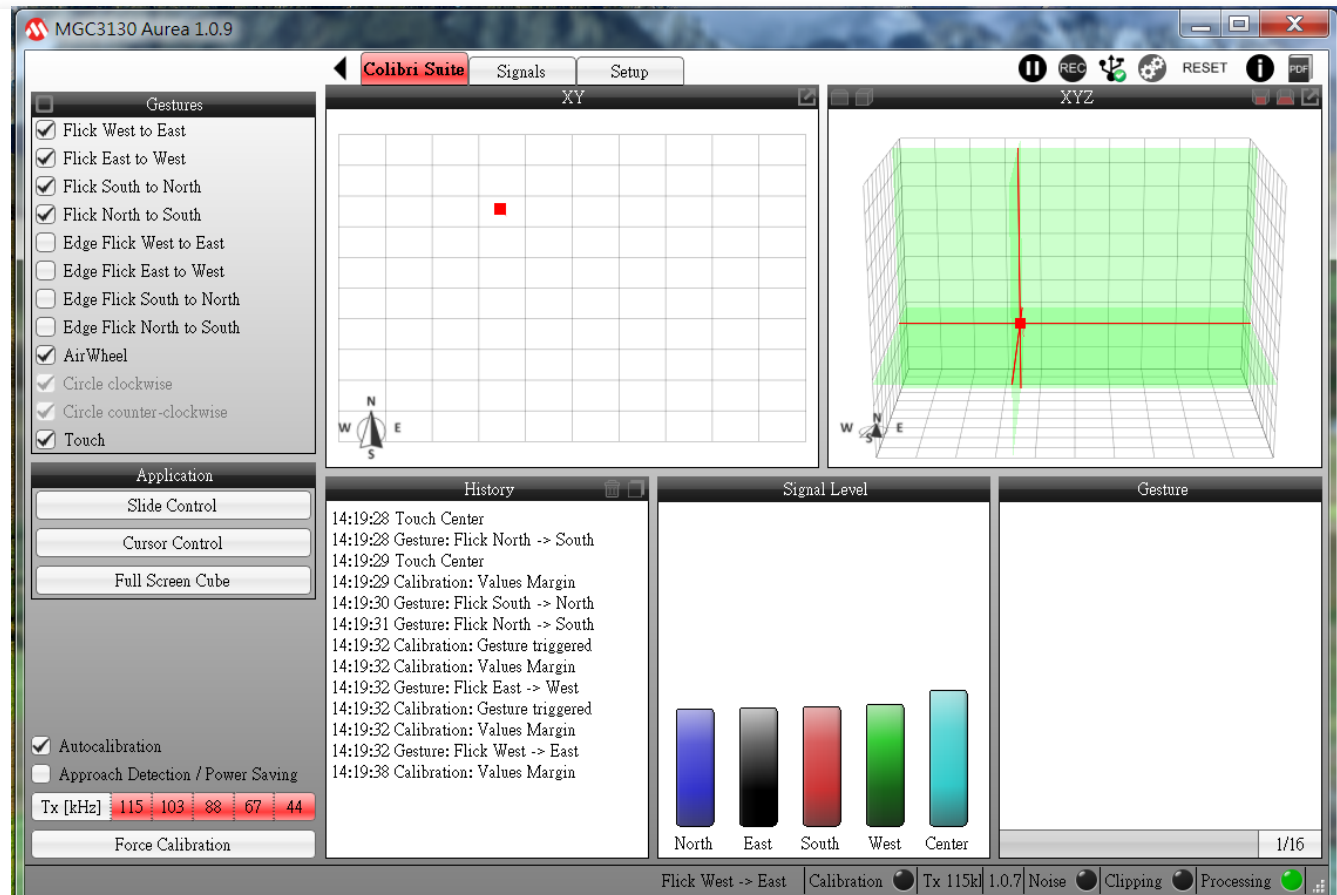 MGC3130 Aurea 1.0.9
Colibri Suite
Signals
Setup
REC
RESET
PDF
Gestures
Flick West to East
Flick East to West
Flick South to North
Flick North to South
Edge Flick West to East
Edge Flick East to West
Edge Flick South to North
Edge Flick North to South
AirWheel
Circle clockwise
Circle counter-clockwise
Touch
Application
Slide Control
Cursor Control
Full Screen Cube
Autocalibration
Approach Detection / Power Saving
Tx [kHz] 115 103 88 67 44
Force Calibration
XY
N
W E
S
XYZ
N
W E
S
History
14:19:28 Touch Center
14:19:28 Gesture: Flick North -> South
14:19:29 Touch Center
14:19:29 Calibration: Values Margin
14:19:30 Gesture: Flick South -> North
14:19:31 Gesture: Flick North -> South
14:19:32 Calibration: Gesture triggered
14:19:32 Calibration: Values Margin
14:19:32 Gesture: Flick East -> West
14:19:32 Calibration: Gesture triggered
14:19:32 Calibration: Values Margin
14:19:32 Gesture: Flick West -> East
14:19:38 Calibration: Values Margin
Signal Level
North East South West Center
Gesture
1/16
Flick West -> East Calibration Tx 115kl 1.0.7 Noise Clipping Processing